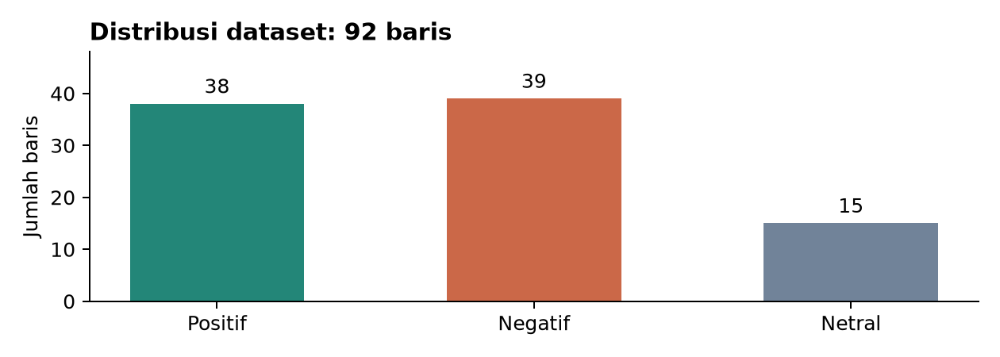 Distribusi dataset: 92 baris
Jumlah baris
40
30
20
10
0
38
39
15
Positif
Negatif
Netral